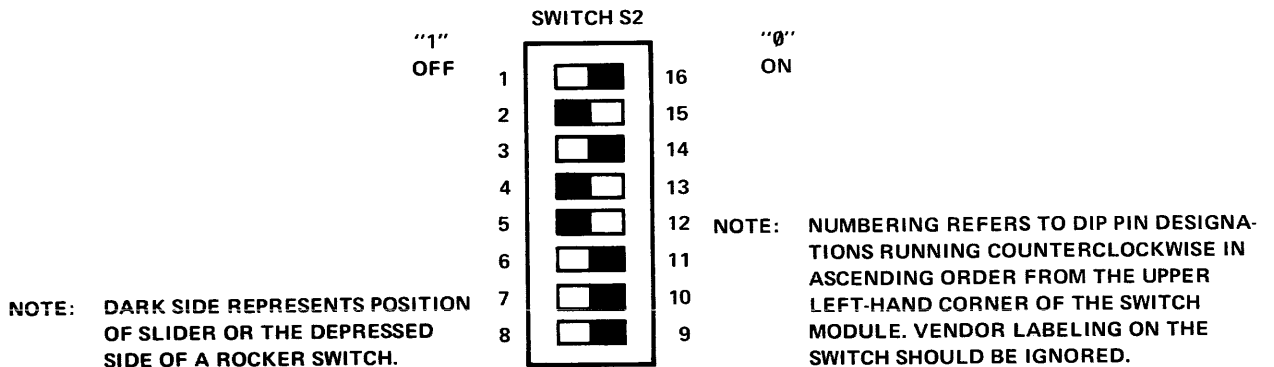 SWITCH S2
"1"
OFF
"0"
ON
1 16
2 15
3 14
4 13
5 12
6 11
7 10
8 9
NOTE: NUMBERING REFERS TO DIP PIN DESIGNA-
TIONS RUNNING COUNTERCLOCKWISE IN
ASCENDING ORDER FROM THE UPPER
LEFT-HAND CORNER OF THE SWITCH
MODULE. VENDOR LABELING ON THE
SWITCH SHOULD BE IGNORED.
NOTE: DARK SIDE REPRESENTS POSITION
OF SLIDER OR THE DEPRESSED
SIDE OF A ROCKER SWITCH.